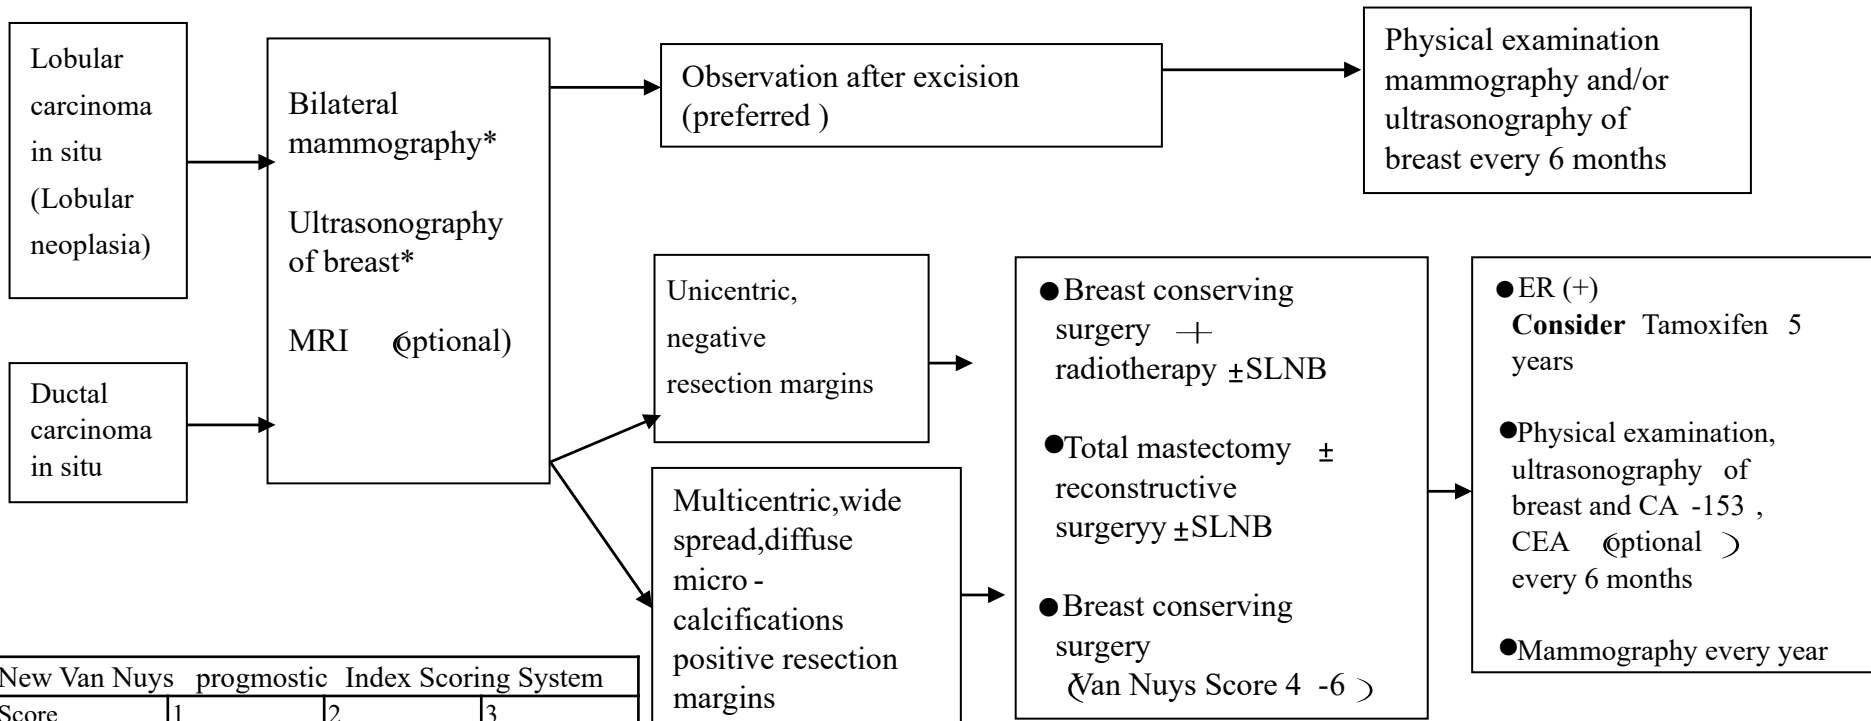 Lobular
carcinoma
in situ
(Lobular
neoplasia)
Ductal
carcinoma
in situ
Bilateral
mammography*
Ultrasonography
of breast*
MRI (optional)
Observation after excision
(preferred )
Physical examination
mammography and/or
ultrasonography of
breast every 6 months
Unicentric,
negative
resection margins
Multicentric,wide
spread,diffuse
micro -
calcifications
positive resection
margins
●Breast conserving
surgery +
radiotherapy ±SLNB
●Total mastectomy ±
reconstructive
surgeryy ±SLNB
●Breast conserving
surgery
(Van Nuys Score 4 -6 )
●ER (+)
Consider Tamoxifen 5
years
●Physical examination,
ultrasonography of
breast and CA -153 ,
CEA (optional )
every 6 months
●Mammography every year
New Van Nuys progmostic Index Scoring System
Score 1 2 3